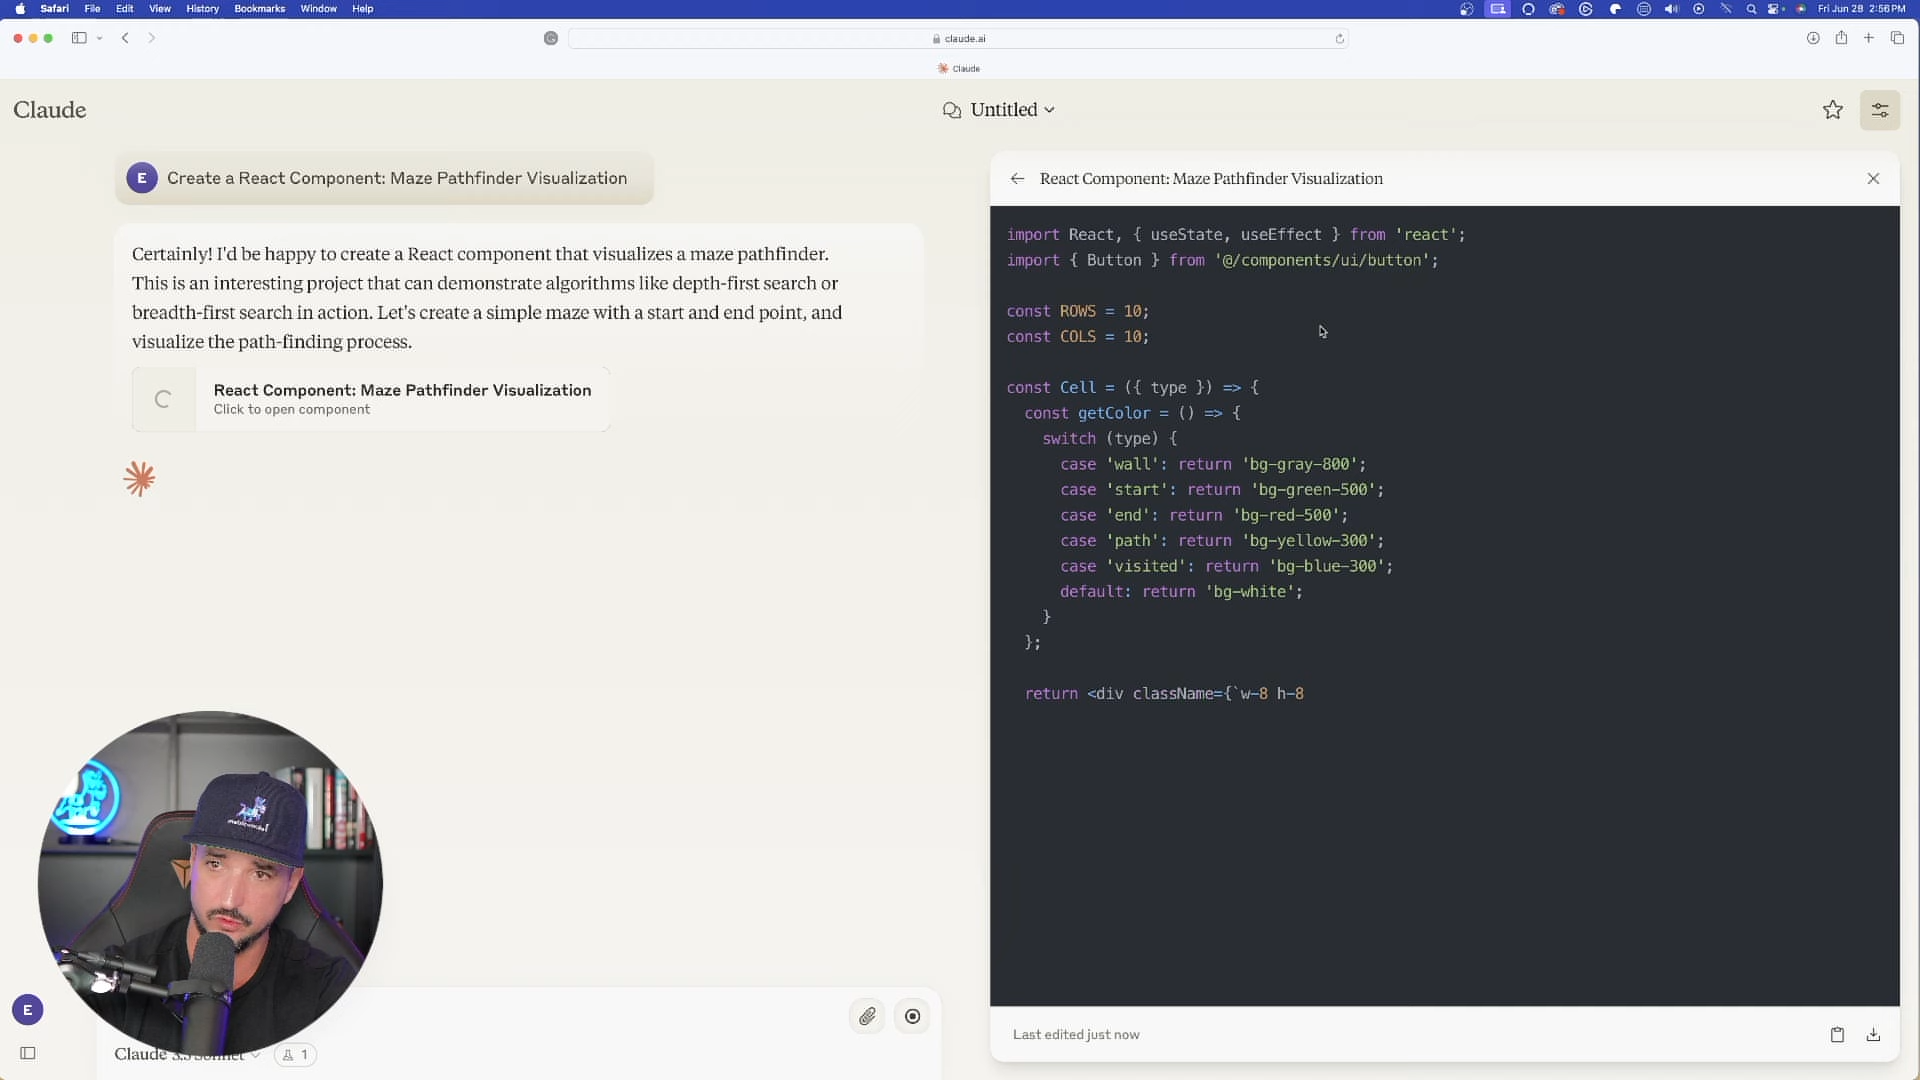 Safari File Edit View History Bookmarks Window Help
Fri Jun 28 2:56 PM
claude.ai
Claude
Claude
Untitled
E Create a React Component: Maze Pathfinder Visualization
Certainly! I'd be happy to create a React component that visualizes a maze pathfinder.
This is an interesting project that can demonstrate algorithms like depth-first search or
breadth-first search in action. Let's create a simple maze with a start and end point, and
visualize the path-finding process.
React Component: Maze Pathfinder Visualization
Click to open component
E
Claude 3.5 Sonnet
1
React Component: Maze Pathfinder Visualization
import React, { useState, useEffect } from 'react';
import { Button } from '@/components/ui/button';
const ROWS = 10;
const COLS = 10;
const Cell = ({ type }) => {
const getColor = () => {
switch (type) {
case 'wall': return 'bg-gray-800';
case 'start': return 'bg-green-500';
case 'end': return 'bg-red-500';
case 'path': return 'bg-yellow-300';
case 'visited': return 'bg-blue-300';
default: return 'bg-white';
}
};
return <div className={`w-8 h-8
Last edited just now